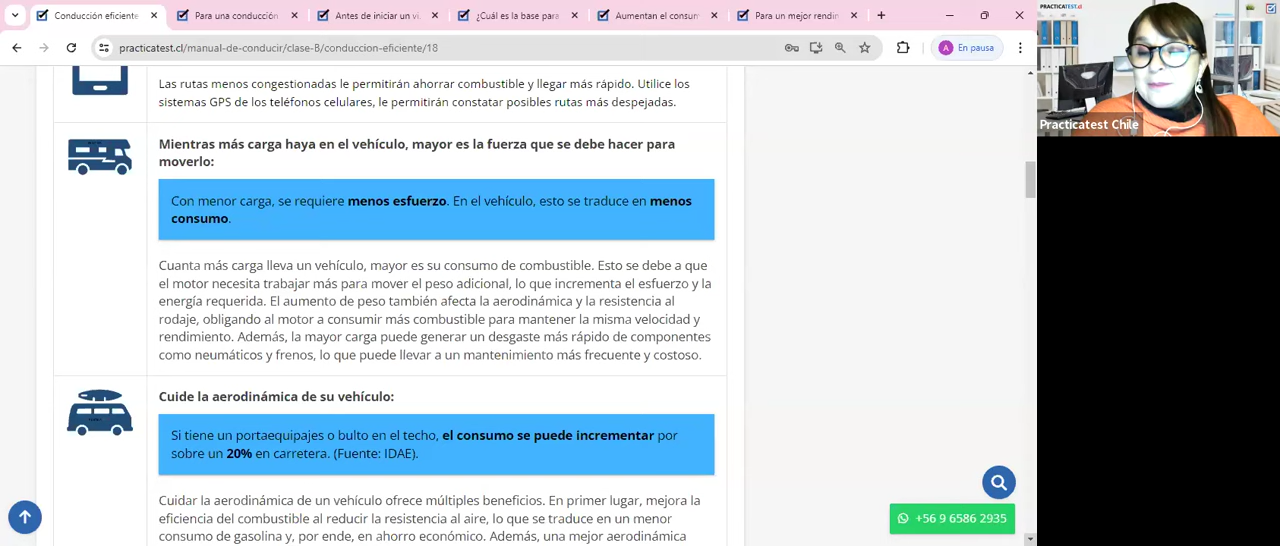 Conducción eficiente
Para una conducción
Antes de iniciar un vi
¿Cuál es la base para
Aumentan el consum
Para un mejor rendin
practicatest.cl/manual-de-conducir/clase-B/conduccion-eficiente/18
A
En pausa
PRACTICATEST.cl
Practicatest Chile
Las rutas menos congestionadas le permitirán ahorrar combustible y llegar más rápido. Utilice los
sistemas GPS de los teléfonos celulares, le permitirán constatar posibles rutas más despejadas.
Mientras más carga haya en el vehículo, mayor es la fuerza que se debe hacer para
moverlo:
Con menor carga, se requiere menos esfuerzo. En el vehículo, esto se traduce en menos
consumo.
Cuanta más carga lleva un vehículo, mayor es su consumo de combustible. Esto se debe a que
el motor necesita trabajar más para mover el peso adicional, lo que incrementa el esfuerzo y la
energía requerida. El aumento de peso también afecta la aerodinámica y la resistencia al
rodaje, obligando al motor a consumir más combustible para mantener la misma velocidad y
rendimiento. Además, la mayor carga puede generar un desgaste más rápido de componentes
como neumáticos y frenos, lo que puede llevar a un mantenimiento más frecuente y costoso.
Cuide la aerodinámica de su vehículo:
Si tiene un portaequipajes o bulto en el techo, el consumo se puede incrementar por
sobre un 20% en carretera. (Fuente: IDAE).
Cuidar la aerodinámica de un vehículo ofrece múltiples beneficios. En primer lugar, mejora la
eficiencia del combustible al reducir la resistencia al aire, lo que se traduce en un menor
consumo de gasolina y, por ende, en ahorro económico. Además, una mejor aerodinámica
+56 9 6586 2935